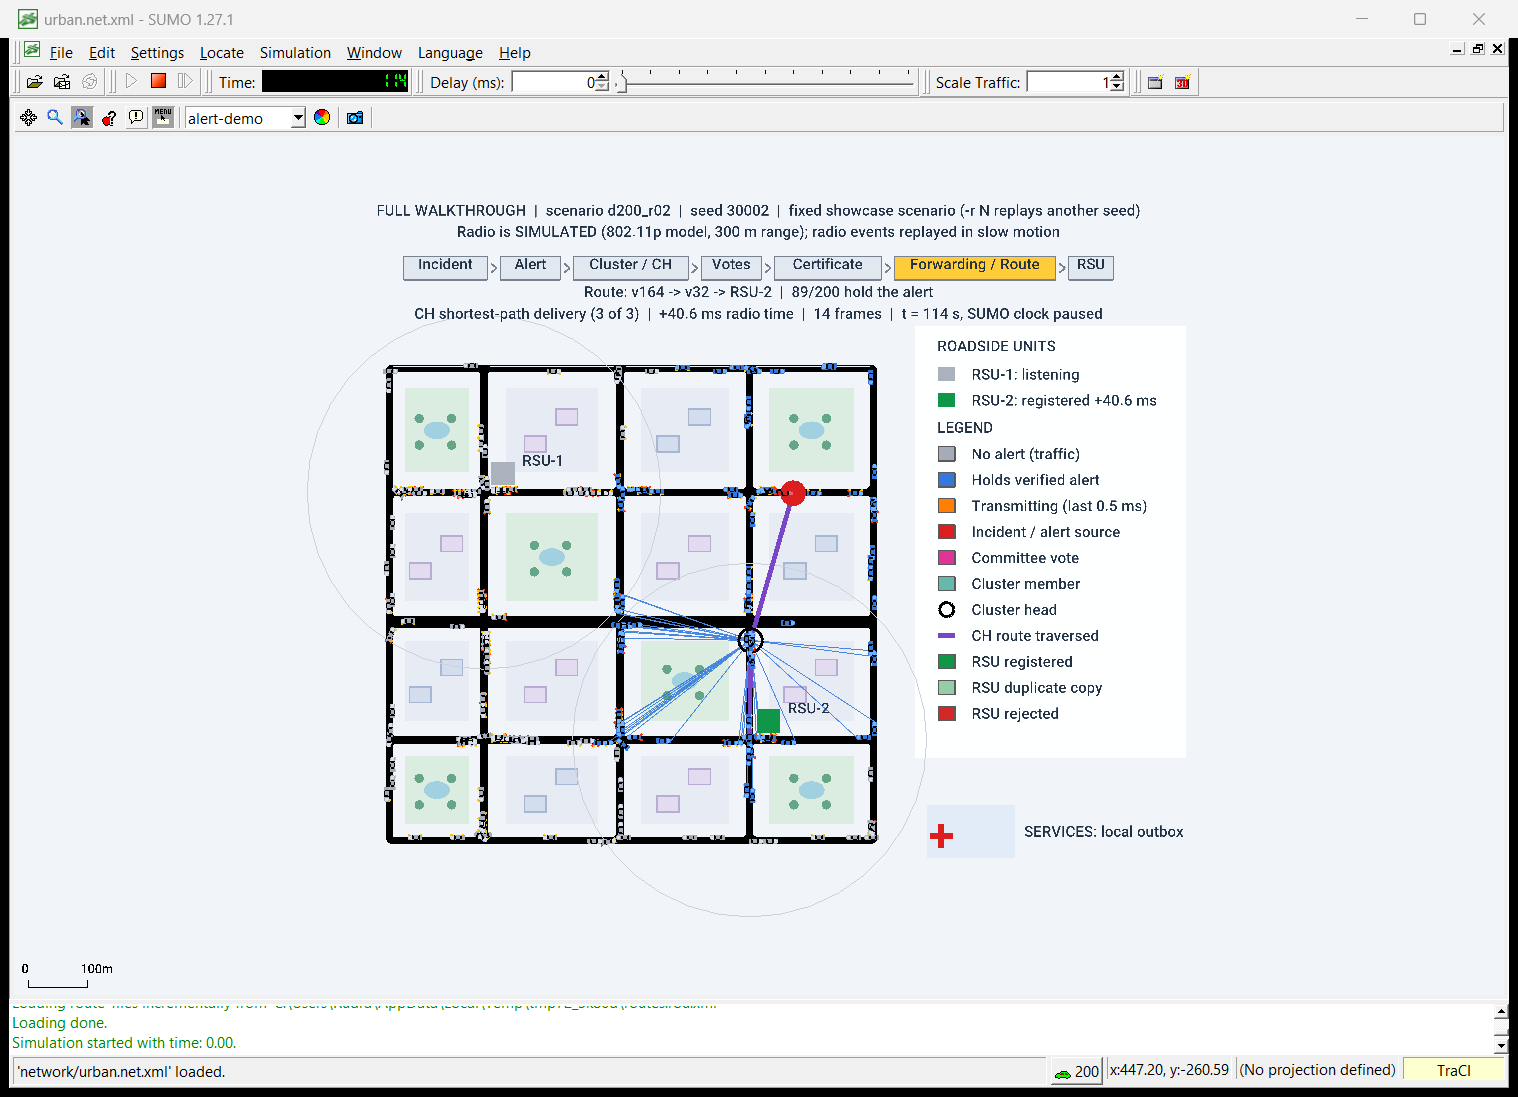 urban.net.xml - SUMO 1.27.1
File Edit Settings Locate Simulation Window Language Help
Time: 114 Delay (ms): 0 Scale Traffic: 1
MENU alert-demo
FULL WALKTHROUGH | scenario d200_r02 | seed 30002 | fixed showcase scenario (-r N replays another seed)
Radio is SIMULATED (802.11p model, 300 m range); radio events replayed in slow motion
Incident > Alert > Cluster / CH > Votes > Certificate > Forwarding / Route > RSU
Route: v164 -> v32 -> RSU-2 | 89/200 hold the alert
CH shortest-path delivery (3 of 3) | +40.6 ms radio time | 14 frames | t = 114 s, SUMO clock paused
ROADSIDE UNITS
RSU-1: listening
RSU-2: registered +40.6 ms
LEGEND
No alert (traffic)
Holds verified alert
Transmitting (last 0.5 ms)
Incident / alert source
Committee vote
Cluster member
Cluster head
CH route traversed
RSU registered
RSU duplicate copy
RSU rejected
RSU-1
RSU-2
SERVICES: local outbox
0 100m
Loading done.
Simulation started with time: 0.00.
'network/urban.net.xml' loaded.
200
x:447.20, y:-260.59
(No projection defined)
TraCI